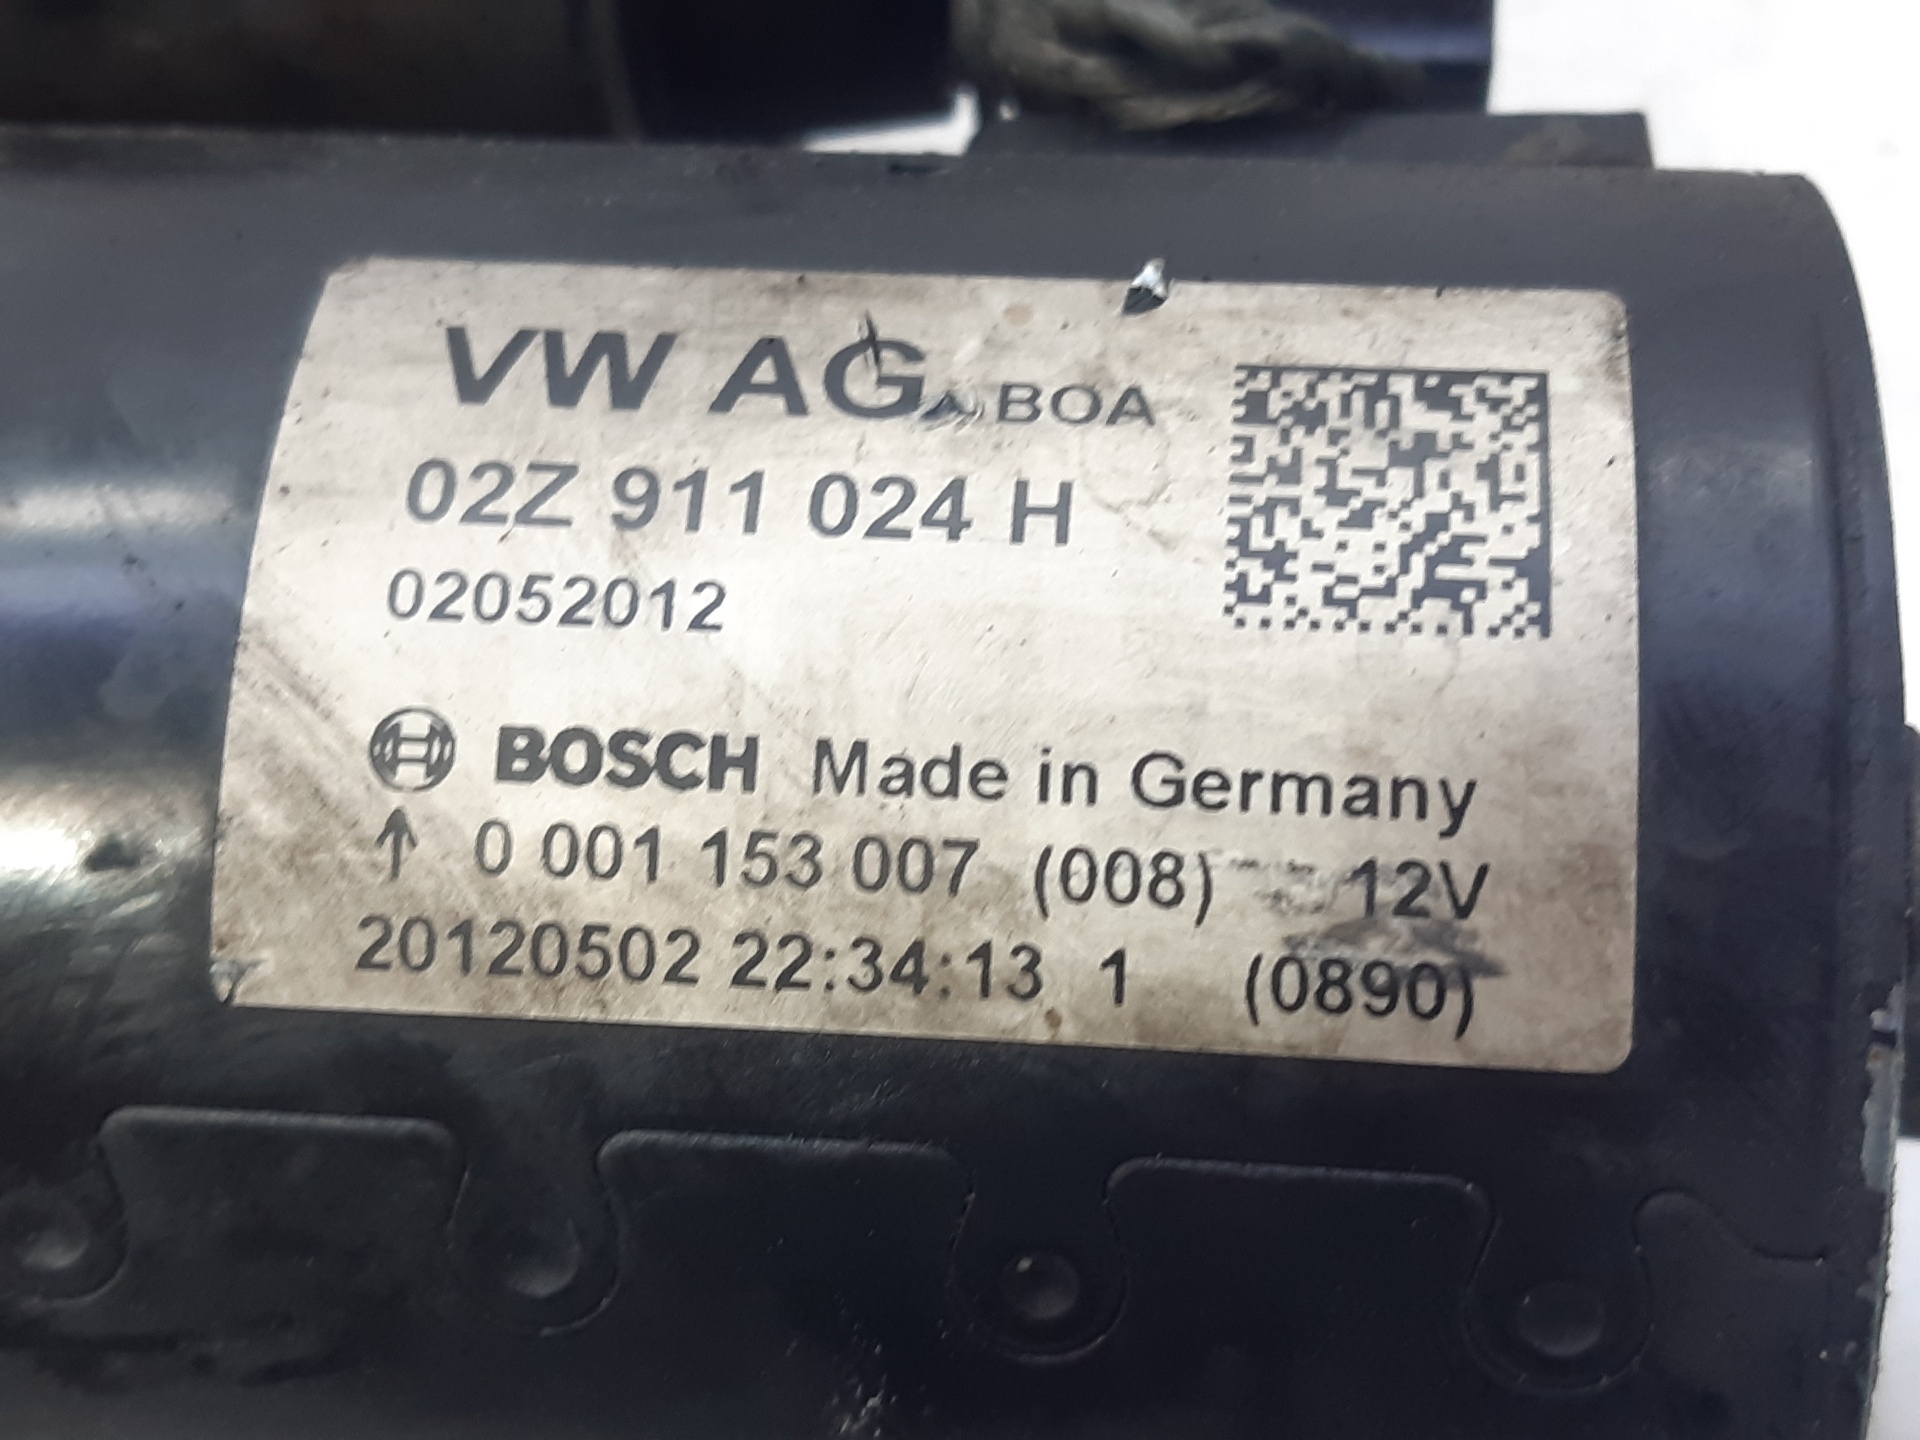 VW AG BOA
02Z 911 024 H
02052012
BOSCH Made in Germany
↑ 0 001 153 007 (008) 12V
20120502 22:34:13 1 (0890)